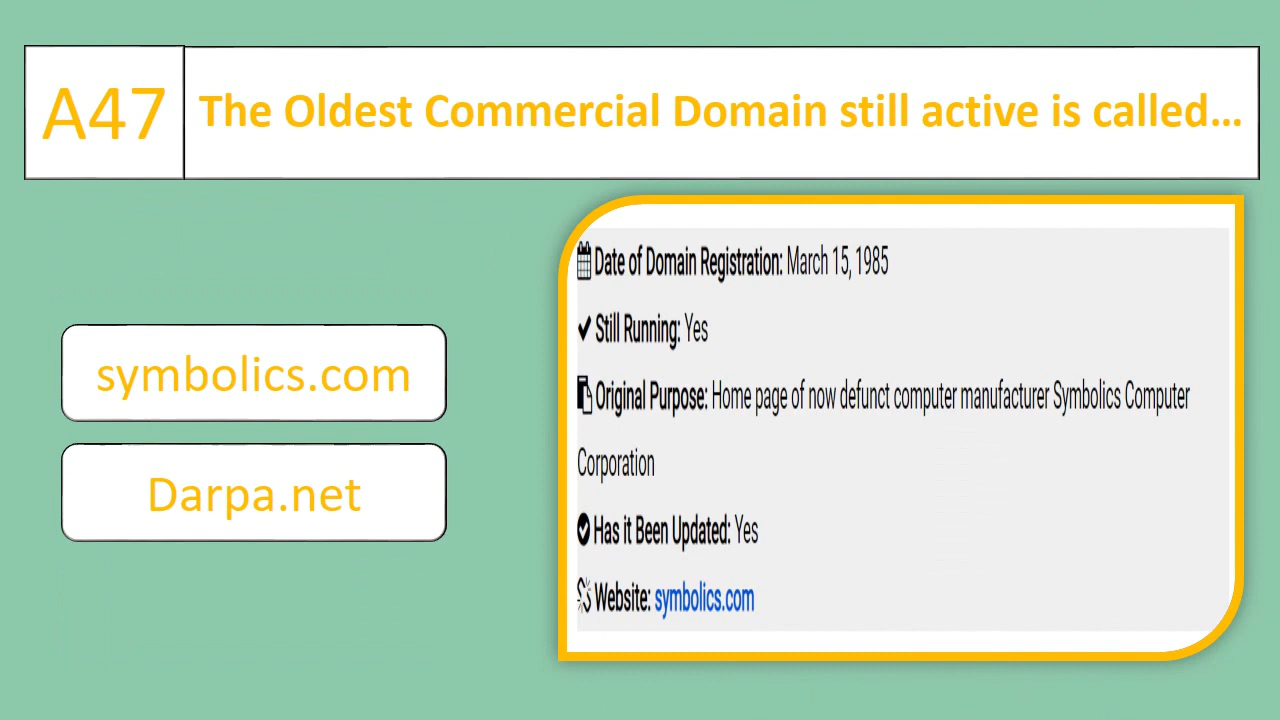 A47
The Oldest Commercial Domain still active is called...
symbolics.com
Darpa.net
Date of Domain Registration: March 15, 1985
Still Running: Yes
Original Purpose: Home page of now defunct computer manufacturer Symbolics Computer
Corporation
Has it Been Updated: Yes
Website: symbolics.com